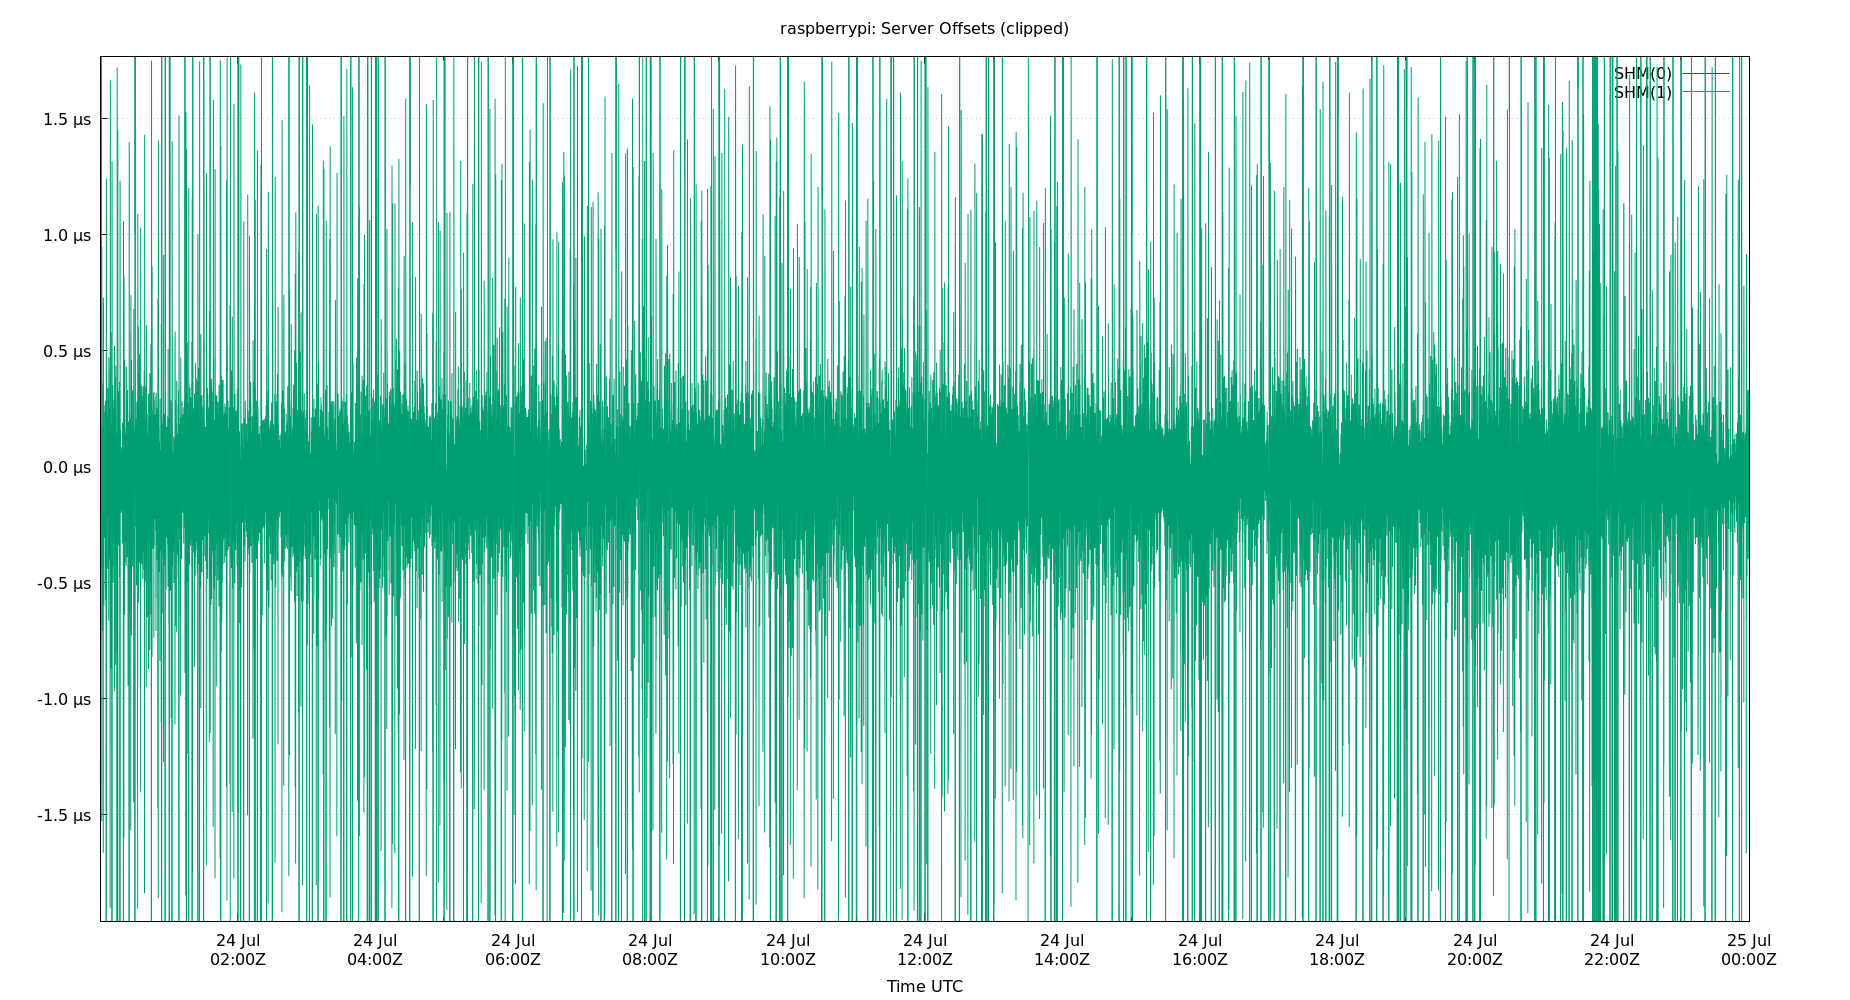 raspberrypi: Server Offsets (clipped)
SHM(0)
SHM(1)
1.5 µs
1.0 µs
0.5 µs
0.0 µs
-0.5 µs
-1.0 µs
-1.5 µs
24 Jul 24 Jul 24 Jul 24 Jul 24 Jul 24 Jul 24 Jul 24 Jul 24 Jul 24 Jul 24 Jul 25 Jul
02:00Z 04:00Z 06:00Z 08:00Z 10:00Z 12:00Z 14:00Z 16:00Z 18:00Z 20:00Z 22:00Z 00:00Z
Time UTC